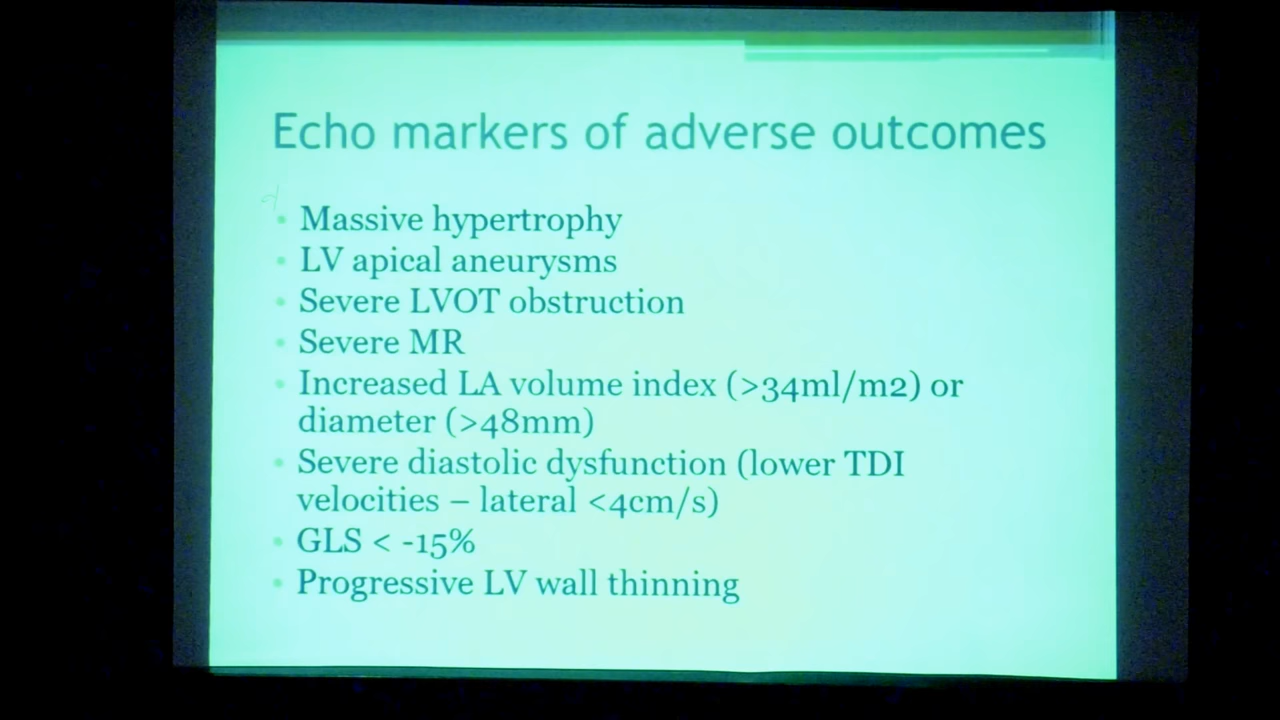 Echo markers of adverse outcomes
• Massive hypertrophy
• LV apical aneurysms
• Severe LVOT obstruction
• Severe MR
• Increased LA volume index (>34ml/m2) or
diameter (>48mm)
• Severe diastolic dysfunction (lower TDI
velocities – lateral <4cm/s)
• GLS < -15%
• Progressive LV wall thinning